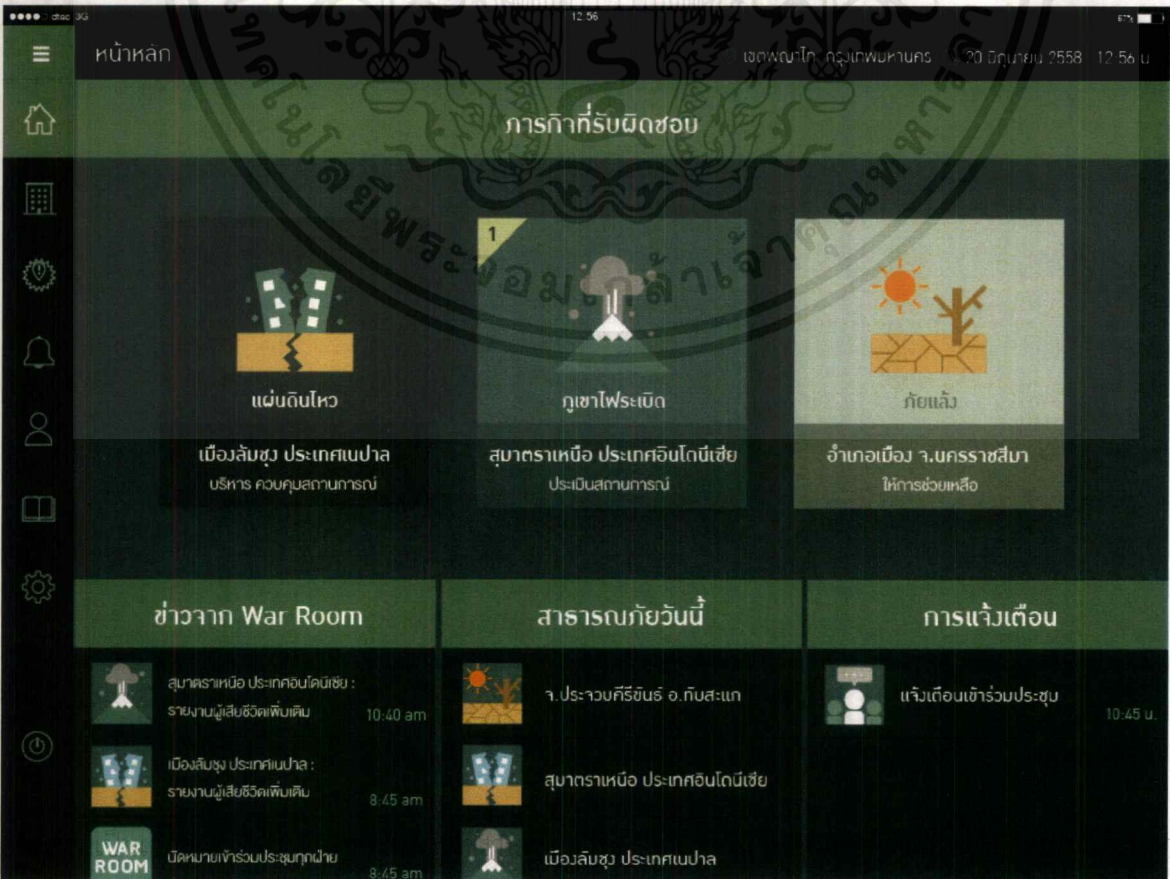 dtac 3G
12:56
67%
หน้าหลัก
เขตพญาไท กรุงเทพมหานคร
20 มิถุนายน 2558
12:56 น.
ภารกิจที่รับผิดชอบ
1
แผ่นดินไหว
ภูเขาไฟระเบิด
ภัยแล้ง
เมืองลัมชุง ประเทศเนปาล
บริหาร ควบคุมสถานการณ์
สุมาตราเหนือ ประเทศอินโดนีเซีย
ประเมินสถานการณ์
อำเภอเมือง จ.นครราชสีมา
ให้การช่วยเหลือ
ข่าวจาก War Room
สุมาตราเหนือ ประเทศอินโดนีเซีย :
รายงานผู้เสียชีวิตเพิ่มเติม
10:40 am
เมืองลัมชุง ประเทศเนปาล :
รายงานผู้เสียชีวิตเพิ่มเติม
8:45 am
WAR
ROOM
นัดหมายเข้าร่วมประชุมทุกฝ่าย
8:45 am
สาธารณภัยวันนี้
จ.ประจวบคีรีขันธ์ อ.ทับสะแก
สุมาตราเหนือ ประเทศอินโดนีเซีย
เมืองลัมชุง ประเทศเนปาล
การแจ้งเตือน
แจ้งเตือนเข้าร่วมประชุม
10:45 น.